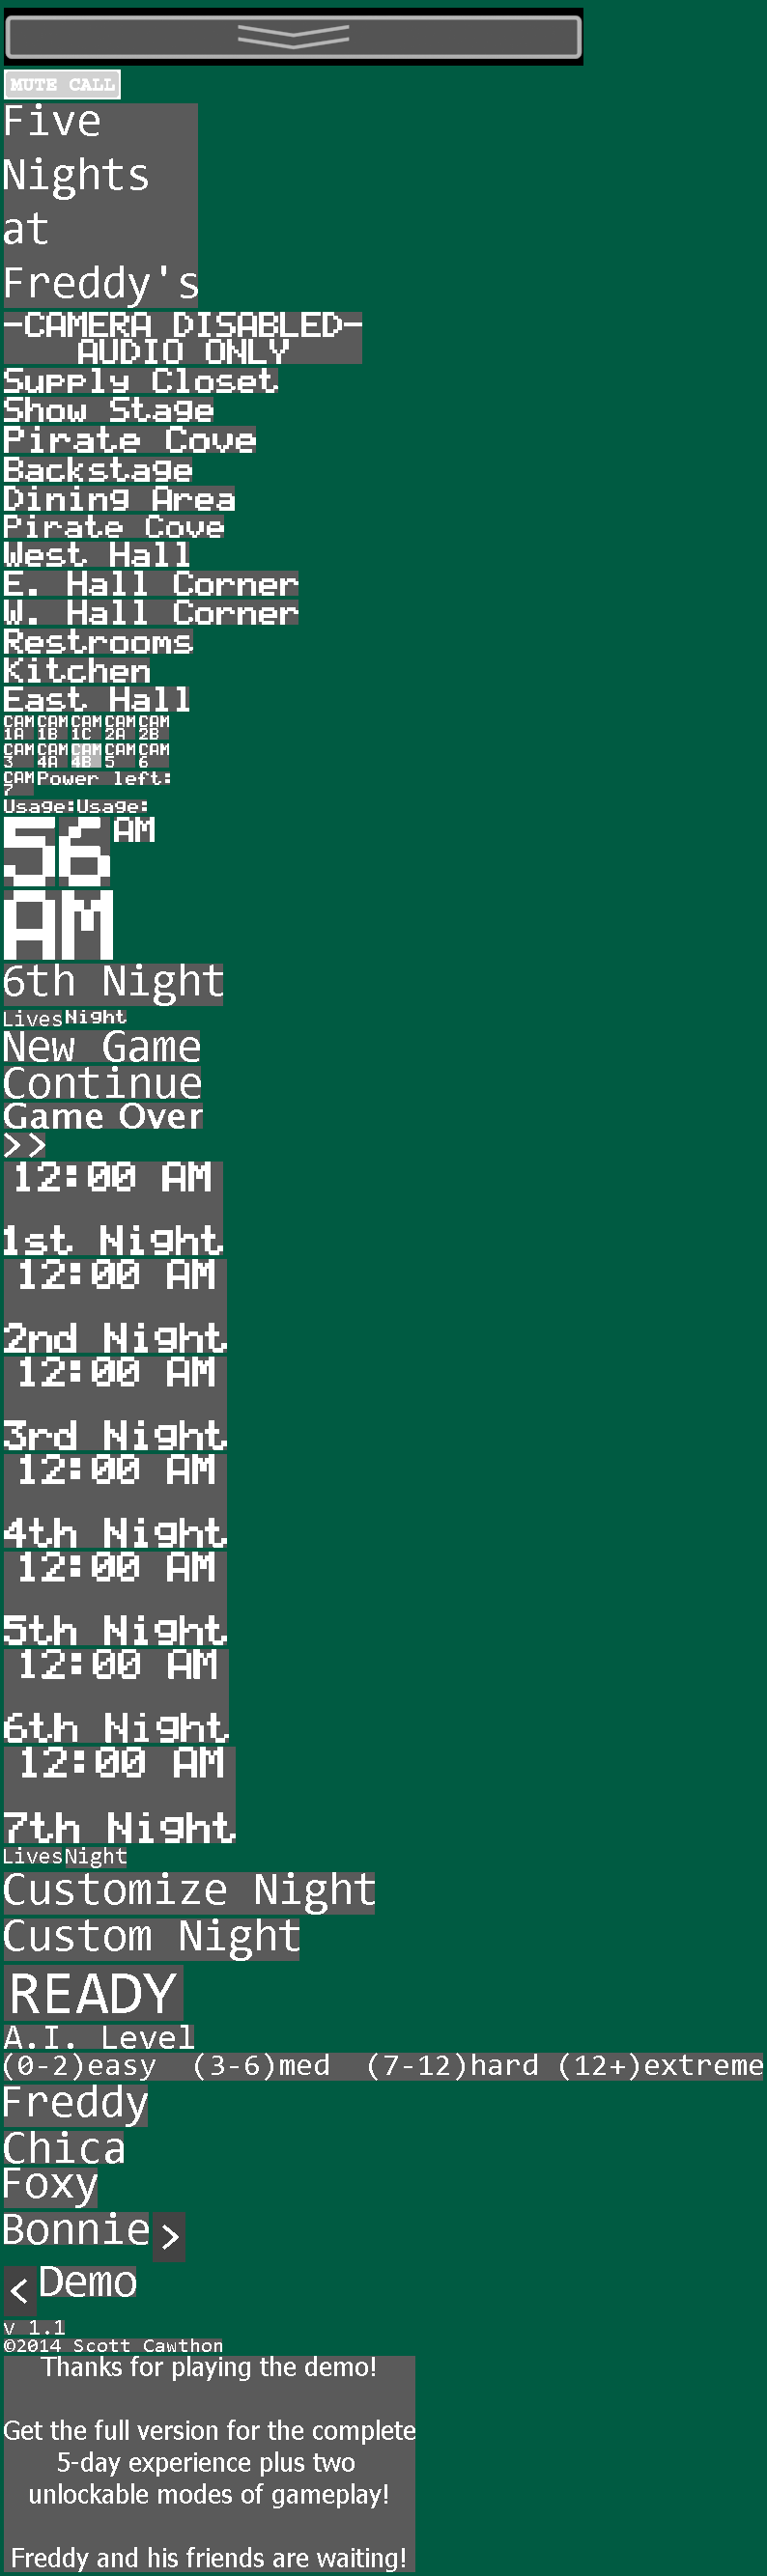 MUTE CALL
Five
Nights
at
Freddy's
-CAMERA DISABLED-
AUDIO ONLY
Supply Closet
Show Stage
Pirate Cove
Backstage
Dining Area
Pirate Cove
West Hall
E. Hall Corner
W. Hall Corner
Restrooms
Kitchen
East Hall
CAM 1A CAM 1B CAM 1C CAM 2A CAM 2B
CAM 3 CAM 4A CAM 4B CAM 5 CAM 6
CAM 7 Power left:
Usage: Usage:
5 6 AM
AM
6th Night
Lives Night
New Game
Continue
Game Over
>>
12:00 AM
1st Night
12:00 AM
2nd Night
12:00 AM
3rd Night
12:00 AM
4th Night
12:00 AM
5th Night
12:00 AM
6th Night
12:00 AM
7th Night
Lives Night
Customize Night
Custom Night
READY
A.I. Level
(0-2)easy (3-6)med (7-12)hard (12+)extreme
Freddy
Chica
Foxy
Bonnie >
< Demo
v 1.1
©2014 Scott Cawthon
Thanks for playing the demo!
Get the full version for the complete
5-day experience plus two
unlockable modes of gameplay!
Freddy and his friends are waiting!